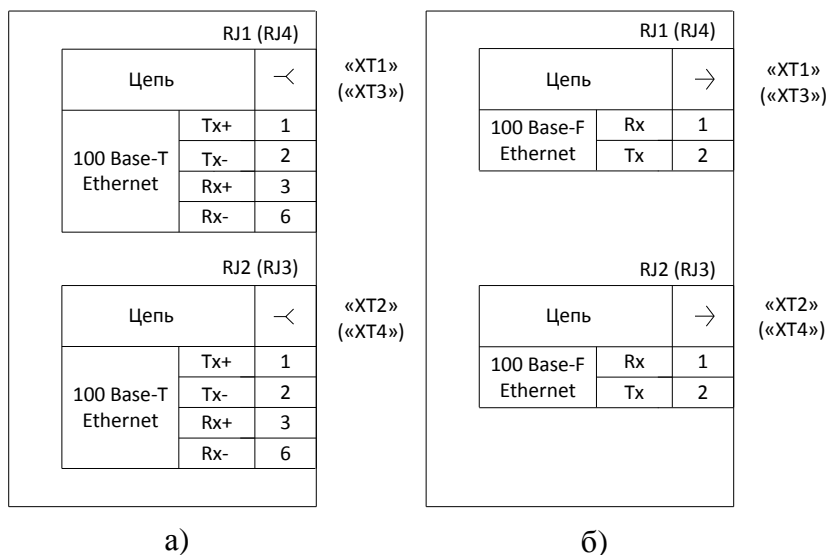 RJ1 (RJ4)
Цепь
«XT1»
(«XT3»)
100 Base-T
Ethernet
Tx+ 1
Tx- 2
Rx+ 3
Rx- 6
RJ2 (RJ3)
Цепь
«XT2»
(«XT4»)
100 Base-T
Ethernet
Tx+ 1
Tx- 2
Rx+ 3
Rx- 6
а)
RJ1 (RJ4)
Цепь
«XT1»
(«XT3»)
100 Base-F
Ethernet
Rx 1
Tx 2
RJ2 (RJ3)
Цепь
«XT2»
(«XT4»)
100 Base-F
Ethernet
Rx 1
Tx 2
б)